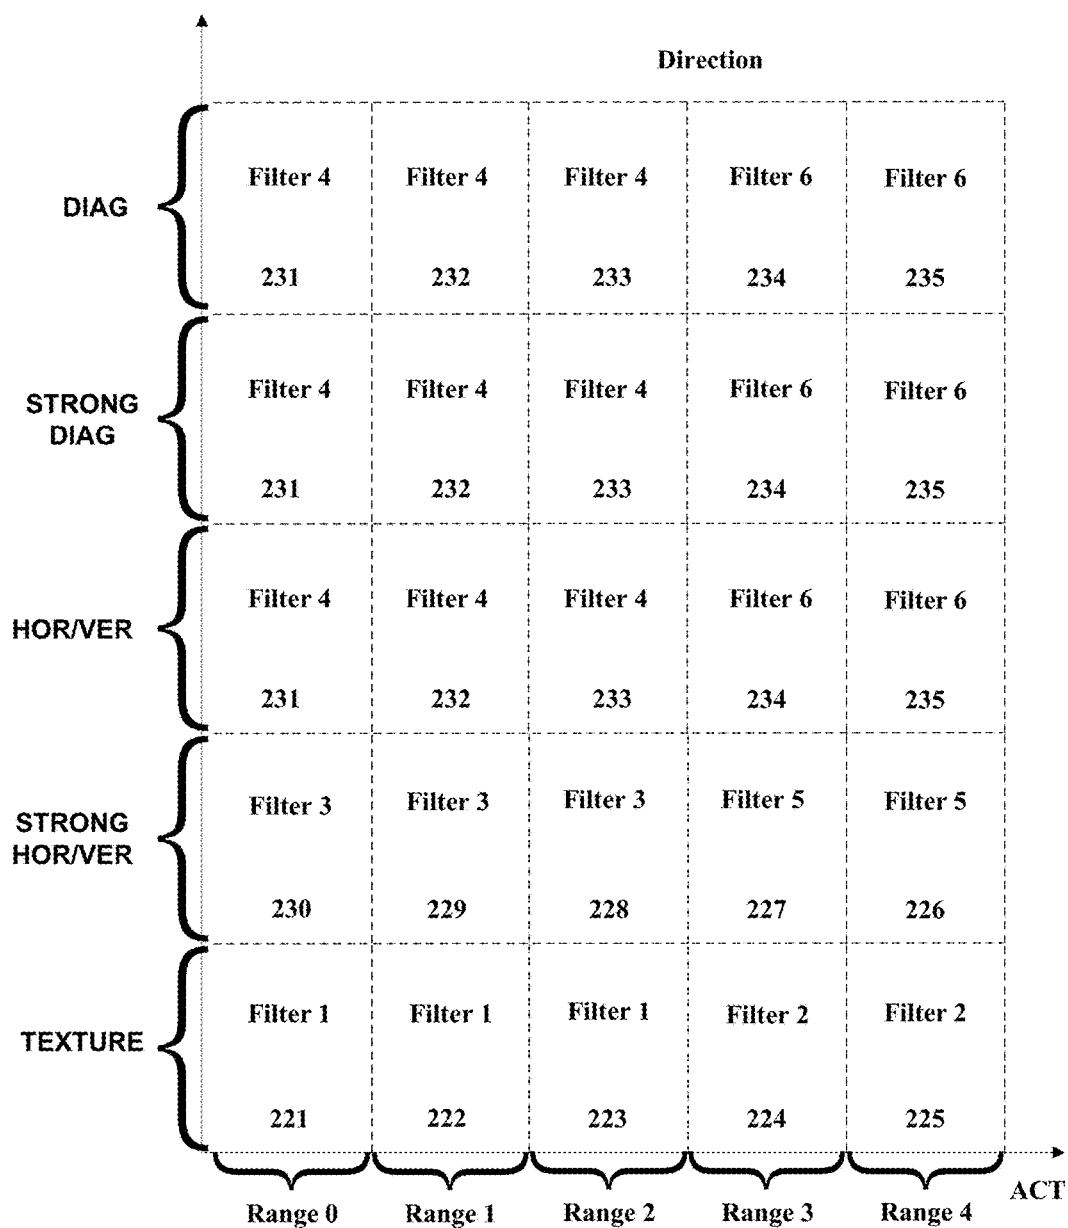 Direction
DIAG
Filter 4 Filter 4 Filter 4 Filter 6 Filter 6
231 232 233 234 235
STRONG
DIAG
Filter 4 Filter 4 Filter 4 Filter 6 Filter 6
231 232 233 234 235
HOR/VER
Filter 4 Filter 4 Filter 4 Filter 6 Filter 6
231 232 233 234 235
STRONG
HOR/VER
Filter 3 Filter 3 Filter 3 Filter 5 Filter 5
230 229 228 227 226
TEXTURE
Filter 1 Filter 1 Filter 1 Filter 2 Filter 2
221 222 223 224 225
ACT
Range 0 Range 1 Range 2 Range 3 Range 4